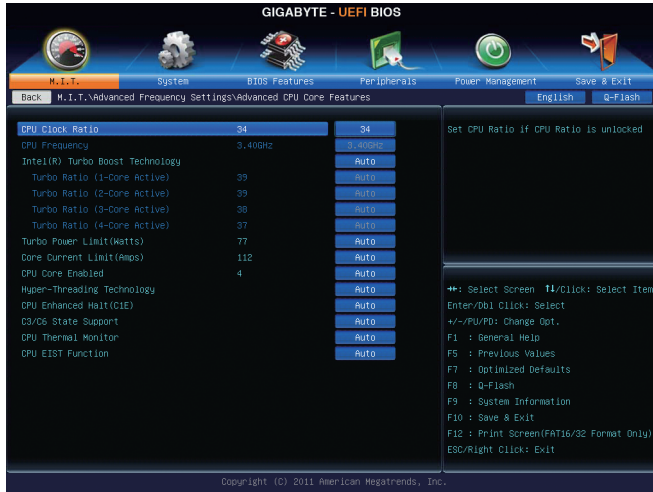 GIGABYTE - UEFI BIOS
M.I.T. System BIOS Features Peripherals Power Management Save & Exit
Back M.I.T.\Advanced Frequency Settings\Advanced CPU Core Features English Q-Flash
CPU Clock Ratio 34 34
CPU Frequency 3.40GHz 3.40GHz
Intel(R) Turbo Boost Technology Auto
Turbo Ratio (1-Core Active) 39 Auto
Turbo Ratio (2-Core Active) 39 Auto
Turbo Ratio (3-Core Active) 38 Auto
Turbo Ratio (4-Core Active) 37 Auto
Turbo Power Limit(Watts) 77 Auto
Core Current Limit(Amps) 112 Auto
CPU Core Enabled 4 Auto
Hyper-Threading Technology Auto
CPU Enhanced Halt(C1E) Auto
C3/C6 State Support Auto
CPU Thermal Monitor Auto
CPU EIST Function Auto
Set CPU Ratio if CPU Ratio is unlocked
→←: Select Screen ↑↓/Click: Select Item
Enter/Dbl Click: Select
+/-/PU/PD: Change Opt.
F1 : General Help
F5 : Previous Values
F7 : Optimized Defaults
F8 : Q-Flash
F9 : System Information
F10 : Save & Exit
F12 : Print Screen(FAT16/32 Format Only)
ESC/Right Click: Exit
Copyright (C) 2011 American Megatrends, Inc.